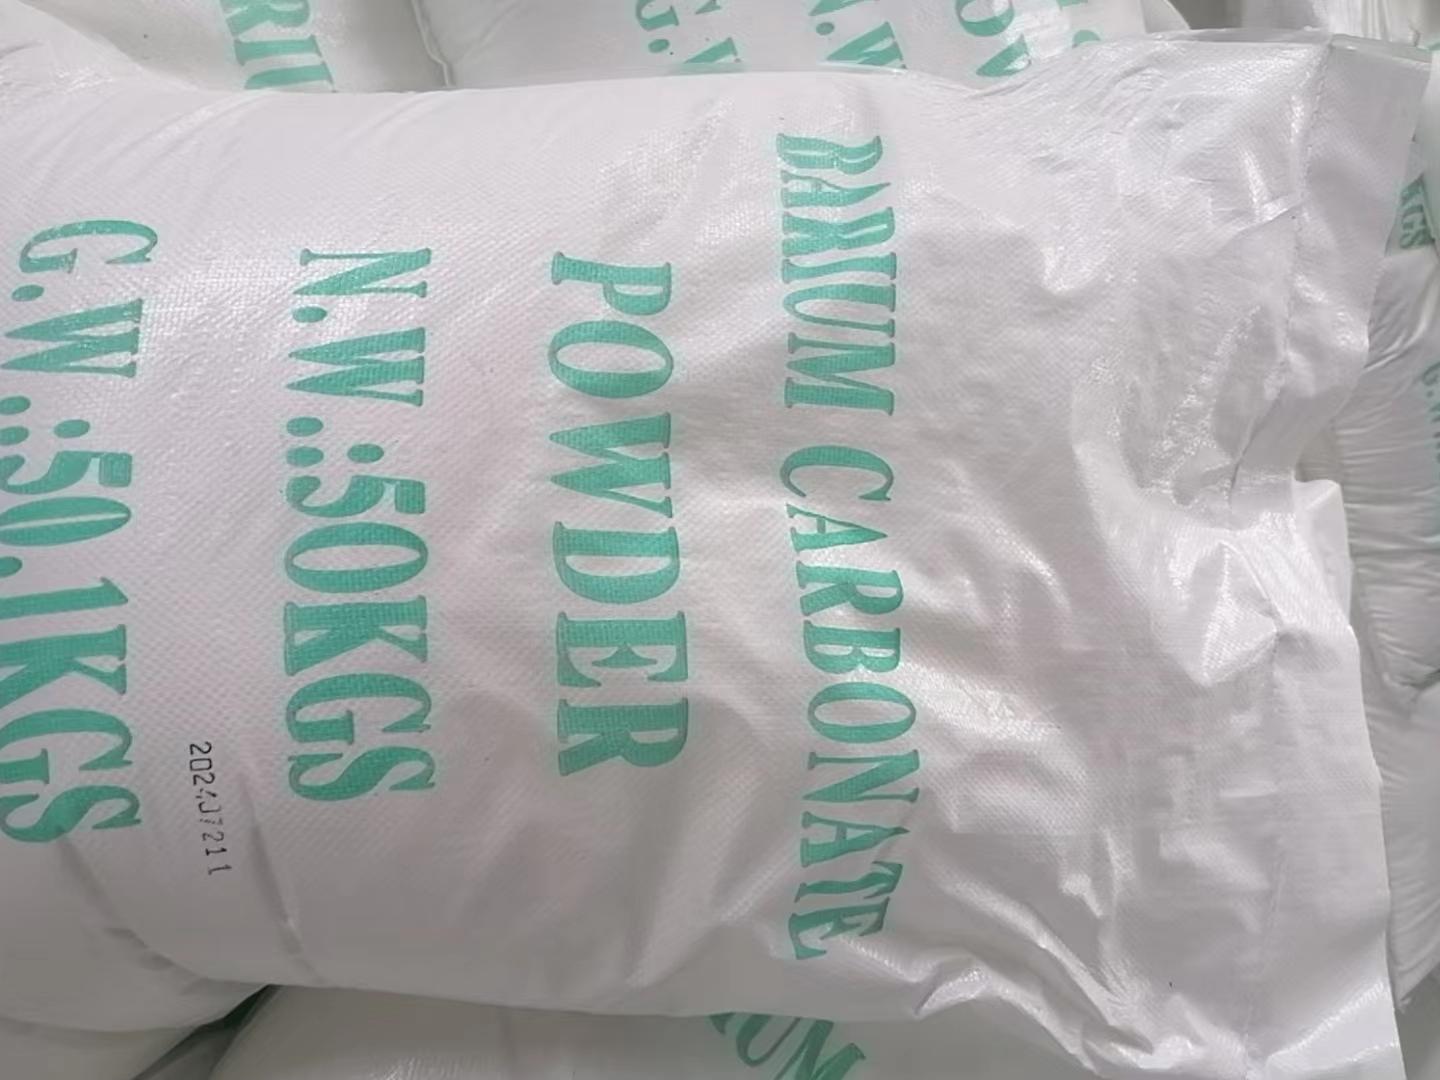 BARIUM CARBONATE
POWDER
N.W.:50KGS
G.W.:50.1KGS